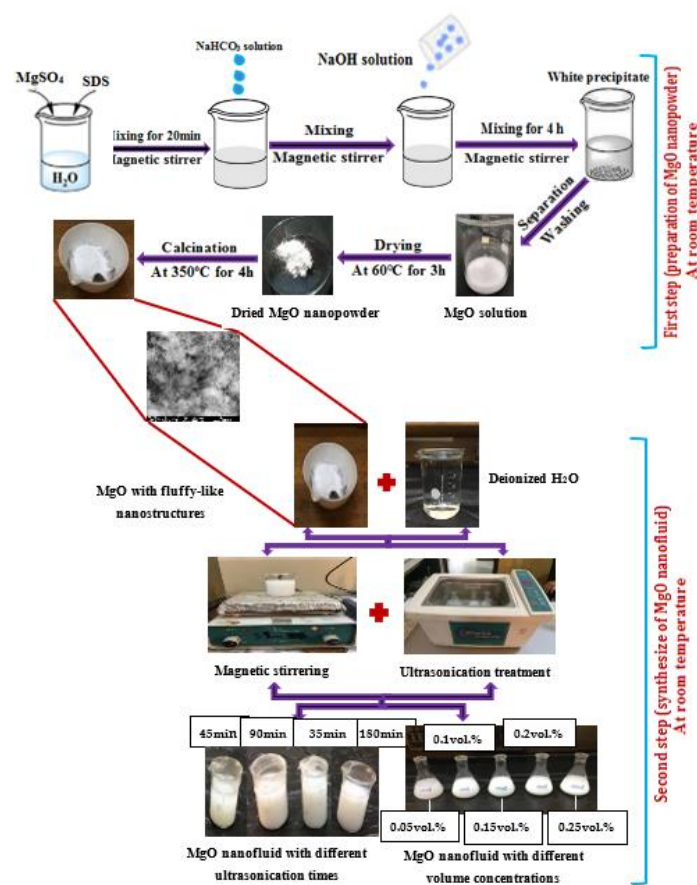 NaHCO₃ solution
NaOH solution
MgSO₄
SDS
White precipitate
H₂O
Mixing for 20min
Magnetic stirrer
Mixing
Magnetic stirrer
Mixing for 4 h
Magnetic stirrer
Separation
Washing
Calcination
At 350°C for 4h
Drying
At 60°C for 3h
Dried MgO nanopowder
MgO solution
First step (preparation of MgO nanopowder)
At room temperature
MgO with fluffy-like
nanostructures
Deionized H₂O
Magnetic stirrering
Ultrasonication treatment
45min
90min
35min
180min
0.1vol.%
0.2vol.%
0.05vol.%
0.15vol.%
0.25vol.%
MgO nanofluid with different
ultrasonication times
MgO nanofluid with different
volume concentrations
Second step (synthesize of MgO nanofluid)
At room temperature